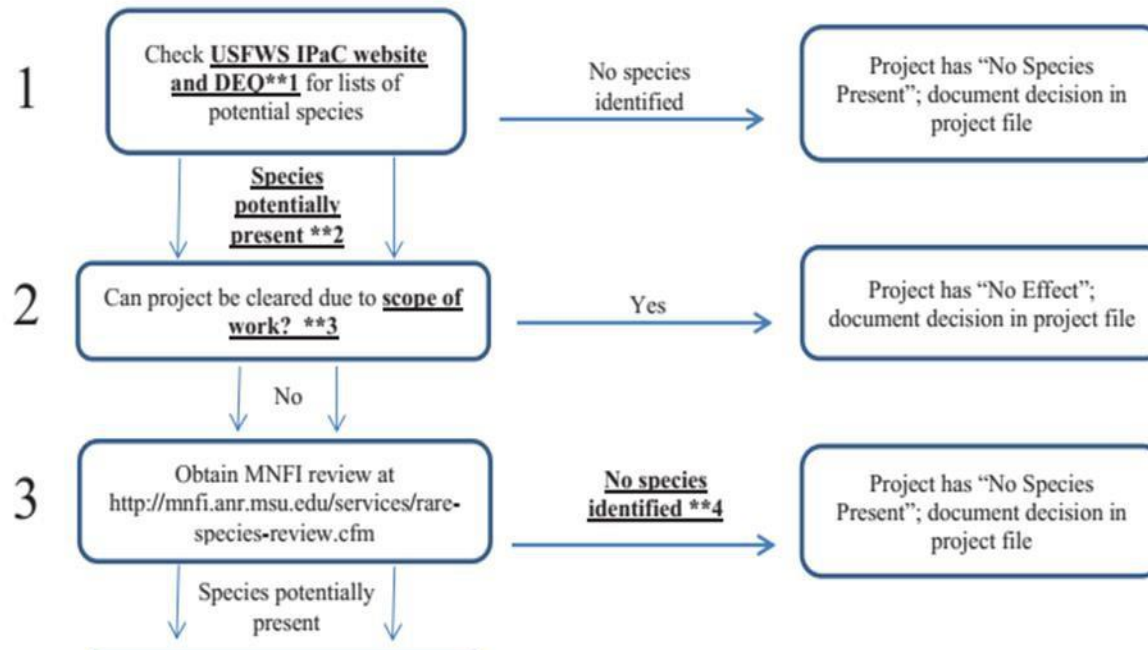 1
Check USFWS IPaC website
and DEQ**1 for lists of
potential species
No species
identified
Project has “No Species
Present”; document decision in
project file
Species
potentially
present **2
2
Can project be cleared due to scope of
work? **3
Yes
Project has “No Effect”;
document decision in project file
No
3
Obtain MNFI review at
http://mnfi.anr.msu.edu/services/rare-
species-review.cfm
No species
identified **4
Project has “No Species
Present”; document decision in
project file
Species potentially
present